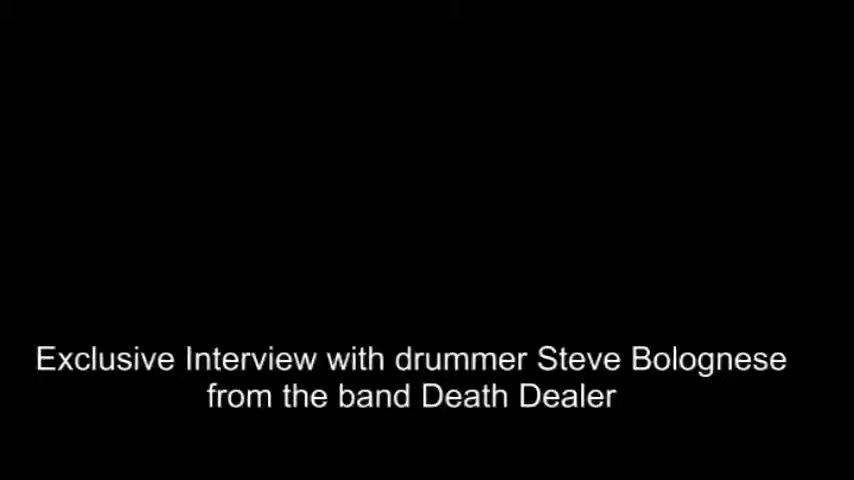 Exclusive Interview with drummer Steve Bolognese
from the band Death Dealer